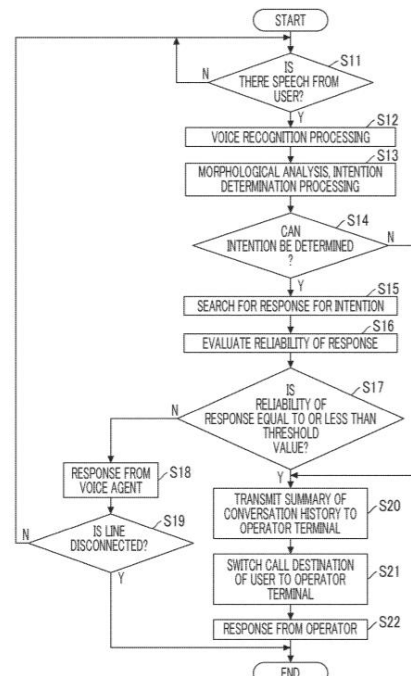 START
S11
IS
THERE SPEECH FROM
USER?
N
Y
S12
VOICE RECOGNITION PROCESSING
S13
MORPHOLOGICAL ANALYSIS, INTENTION
DETERMINATION PROCESSING
S14
CAN
INTENTION BE DETERMINED
?
N
Y
S15
SEARCH FOR RESPONSE FOR INTENTION
S16
EVALUATE RELIABILITY OF RESPONSE
S17
IS
RELIABILITY OF
RESPONSE EQUAL TO OR LESS THAN
THRESHOLD
VALUE?
N
Y
S18
RESPONSE FROM
VOICE AGENT
S19
IS LINE
DISCONNECTED?
N
Y
S20
TRANSMIT SUMMARY OF
CONVERSATION HISTORY TO
OPERATOR TERMINAL
S21
SWITCH CALL DESTINATION
OF USER TO OPERATOR
TERMINAL
S22
RESPONSE FROM OPERATOR
END